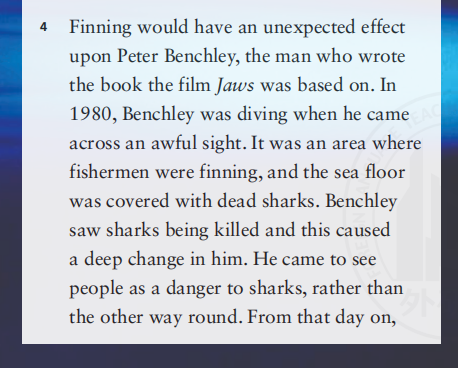 4 Finning would have an unexpected effect
upon Peter Benchley, the man who wrote
the book the film Jaws was based on. In
1980, Benchley was diving when he came
across an awful sight. It was an area where
fishermen were finning, and the sea floor
was covered with dead sharks. Benchley
saw sharks being killed and this caused
a deep change in him. He came to see
people as a danger to sharks, rather than
the other way round. From that day on,